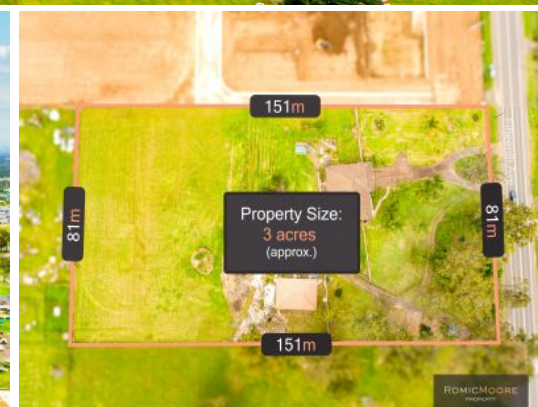 151m
81m
Property Size:
3 acres
(approx.)
81m
151m
ROMICMOORE
PROPERTY